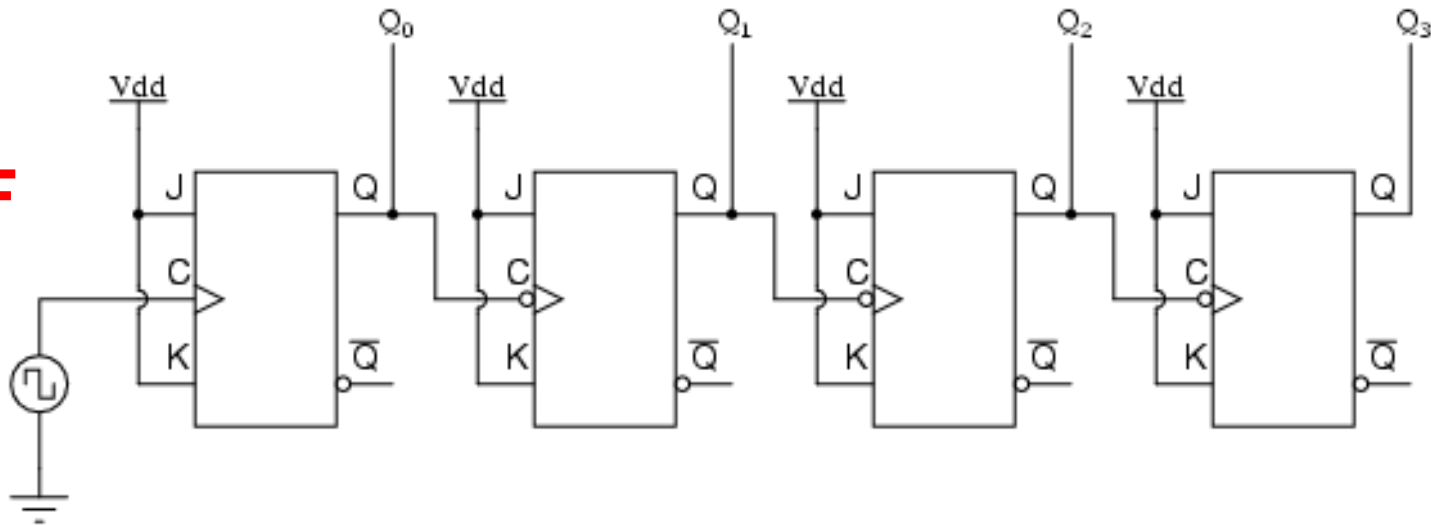 Q₀ Q₁ Q₂ Q₃
Vdd Vdd Vdd Vdd
J Q J Q J Q J Q
C C C C
K Q̅ K Q̅ K Q̅ K Q̅